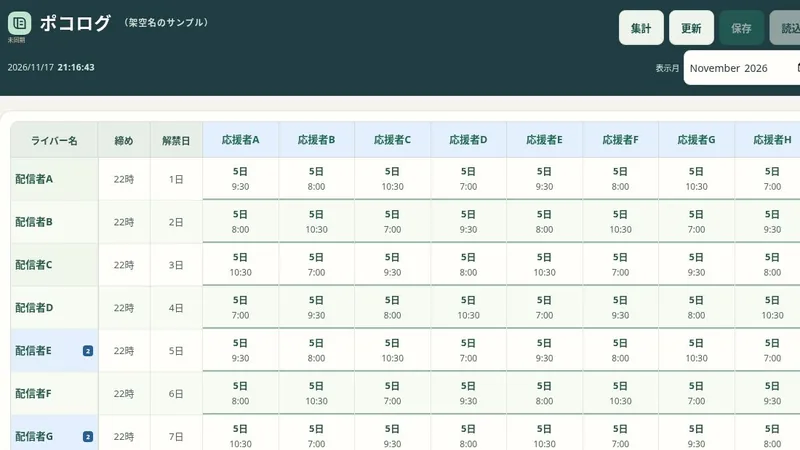 ポコログ （架空名のサンプル）
未同期
集計 更新 保存 読込
2026/11/17 21:16:43
表示月 November 2026
ライバー名 締め 解禁日 応援者A 応援者B 応援者C 応援者D 応援者E 応援者F 応援者G 応援者H
配信者A 22時 1日 5日 5日 5日 5日 5日 5日 5日 5日
9:30 8:00 10:30 7:00 9:30 8:00 10:30 7:00
配信者B 22時 2日 5日 5日 5日 5日 5日 5日 5日 5日
8:00 10:30 7:00 9:30 8:00 10:30 7:00 9:30
配信者C 22時 3日 5日 5日 5日 5日 5日 5日 5日 5日
10:30 7:00 9:30 8:00 10:30 7:00 9:30 8:00
配信者D 22時 4日 5日 5日 5日 5日 5日 5日 5日 5日
7:00 9:30 8:00 10:30 7:00 9:30 8:00 10:30
配信者E 2 22時 5日 5日 5日 5日 5日 5日 5日 5日 5日
9:30 8:00 10:30 7:00 9:30 8:00 10:30 7:00
配信者F 22時 6日 5日 5日 5日 5日 5日 5日 5日 5日
8:00 10:30 7:00 9:30 8:00 10:30 7:00 9:30
配信者G 2 22時 7日 5日 5日 5日 5日 5日 5日 5日 5日
10:30 7:00 9:30 8:00 10:30 7:00 9:30 8:00